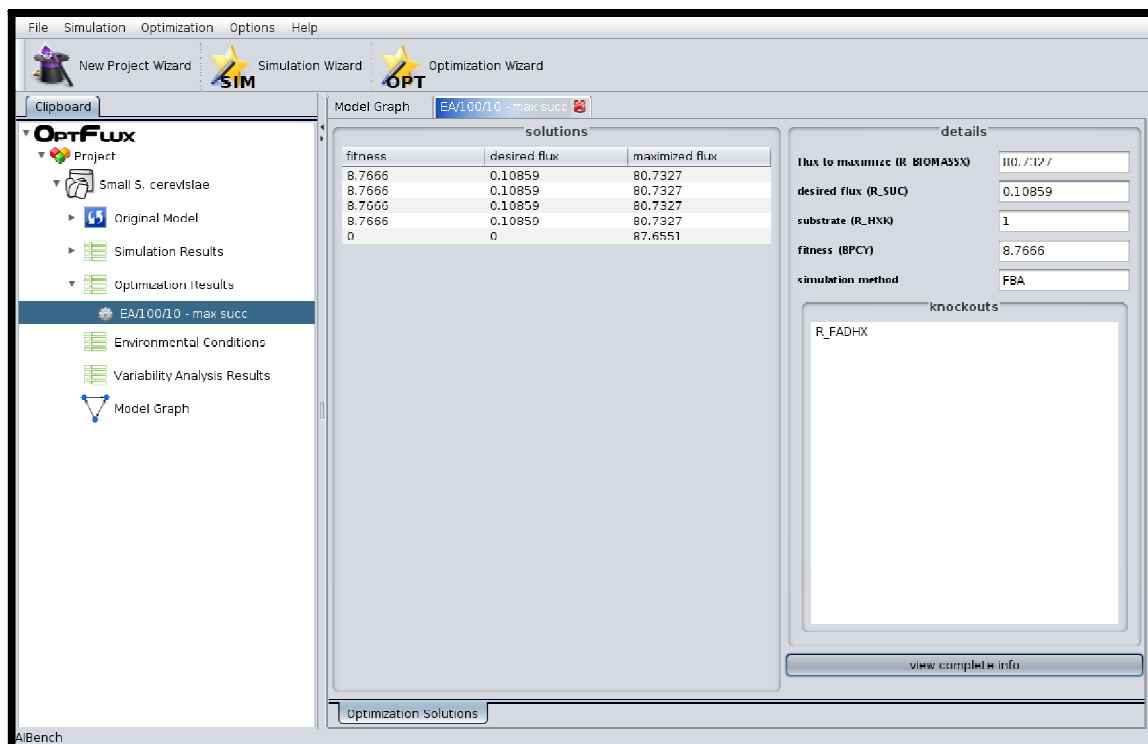 File Simulation Optimization Options Help
New Project Wizard SIM Simulation Wizard OPT Optimization Wizard
Clipboard
OPTFLUX
Project
Small S. cerevisiae
Original Model
Simulation Results
Optimization Results
EA/100/10 - max succ
Environmental Conditions
Variability Analysis Results
Model Graph
Model Graph EA/100/10 - max succ
solutions
fitness desired flux maximized flux
8.7666 0.10859 80.7327
8.7666 0.10859 80.7327
8.7666 0.10859 80.7327
8.7666 0.10859 80.7327
0 0 87.6551
details
flux to maximize (R_BIOMASSX) 80.7327
desired flux (R_SUC) 0.10859
substrate (R_HXK) 1
fitness (BPCY) 8.7666
simulation method FBA
knockouts
R_FADHX
view complete info
Optimization Solutions
AIBench